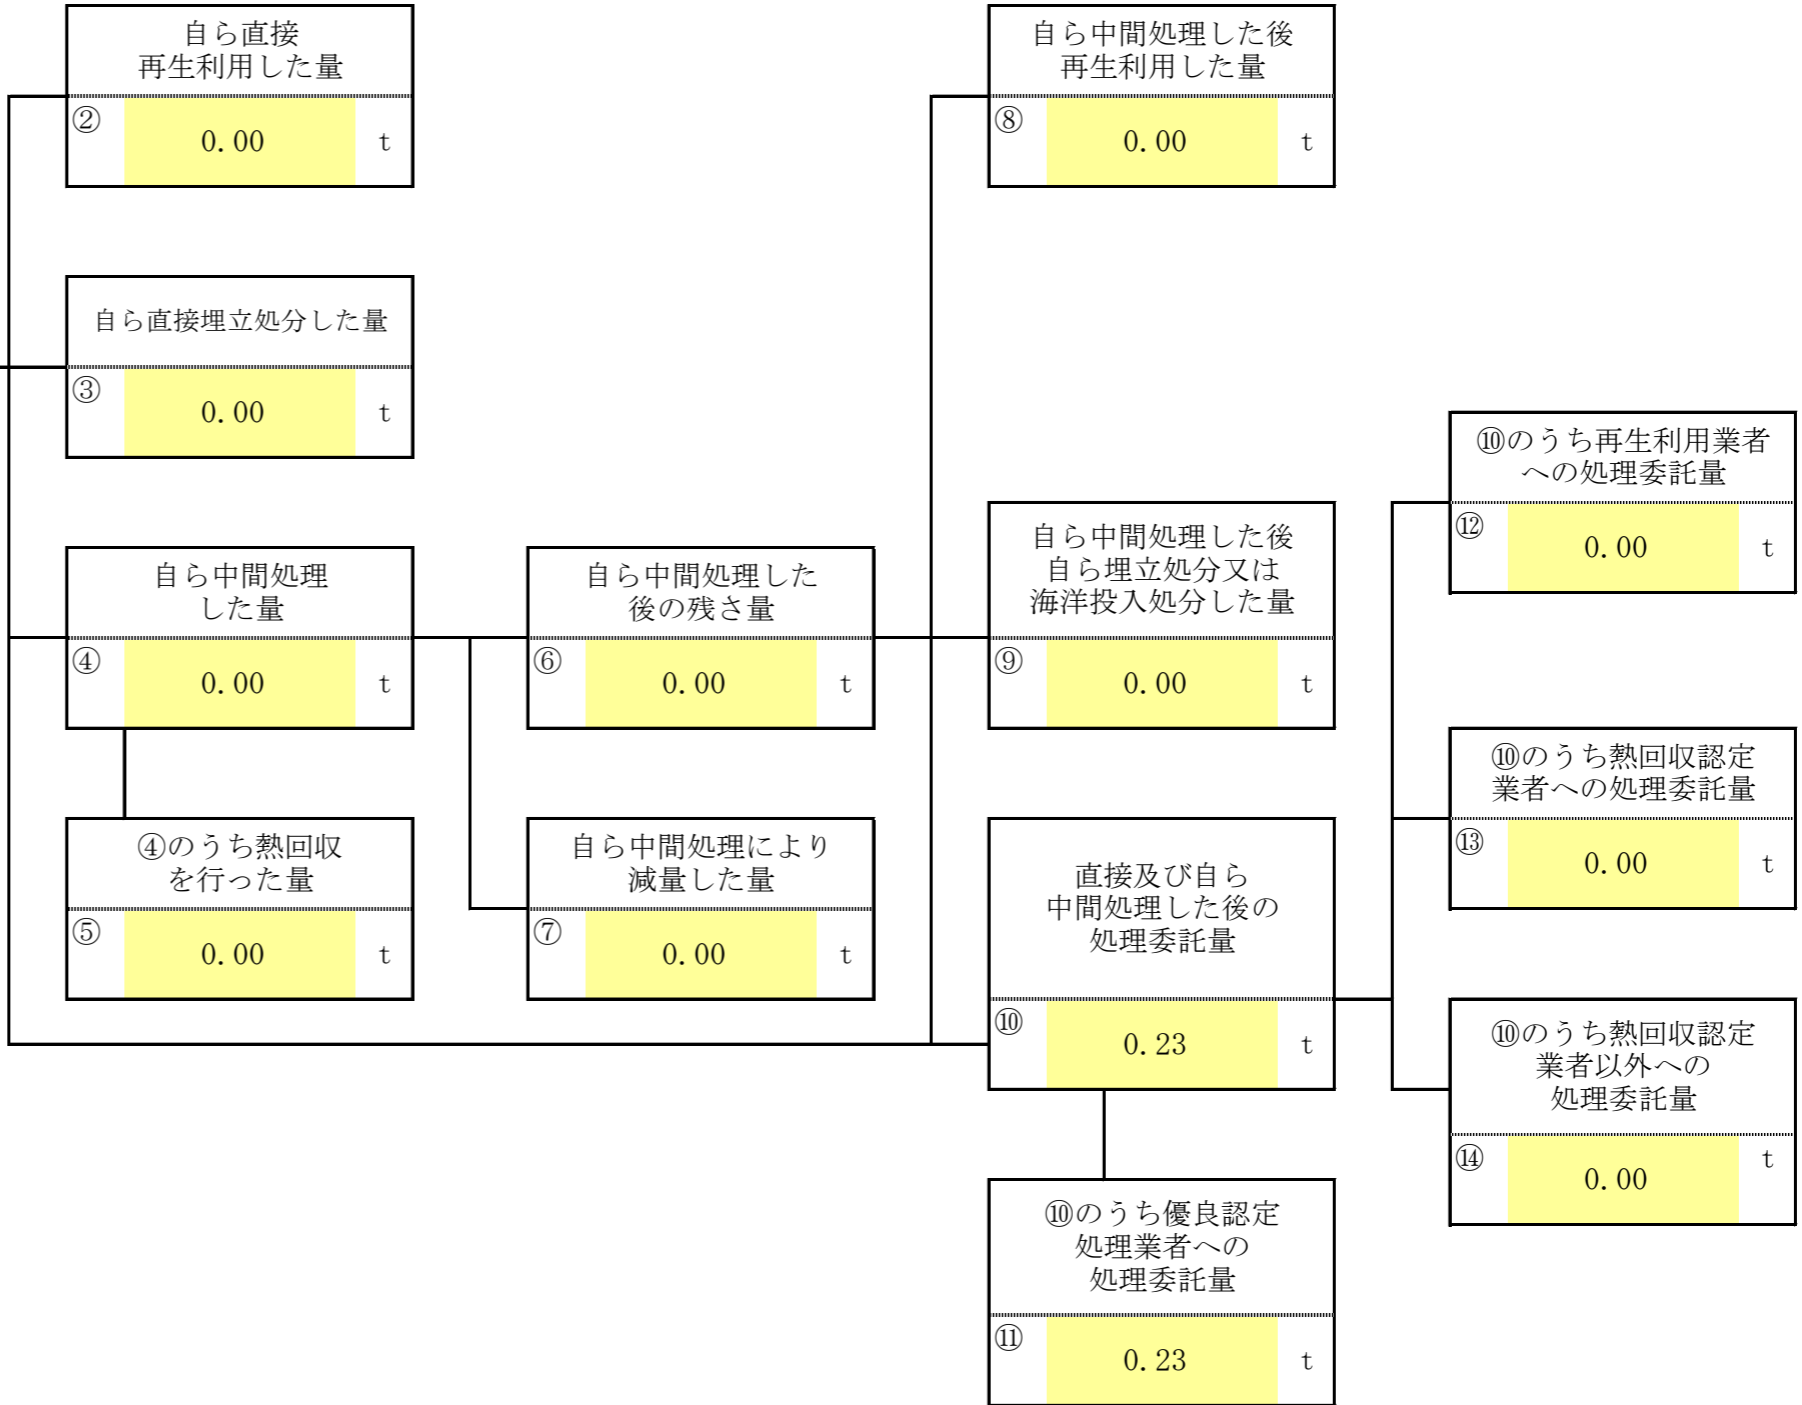 自ら直接
再生利用した量
② 0.00 t
自ら中間処理した後
再生利用した量
⑧ 0.00 t
自ら直接埋立処分した量
③ 0.00 t
⑩のうち再生利用業者
への処理委託量
⑫ 0.00 t
自ら中間処理
した量
④ 0.00 t
自ら中間処理した
後の残さ量
⑥ 0.00 t
自ら中間処理した後
自ら埋立処分又は
海洋投入処分した量
⑨ 0.00 t
⑩のうち熱回収認定
業者への処理委託量
⑬ 0.00 t
④のうち熱回収
を行った量
⑤ 0.00 t
自ら中間処理により
減量した量
⑦ 0.00 t
直接及び自ら
中間処理した後の
処理委託量
⑩ 0.23 t
⑩のうち熱回収認定
業者以外への
処理委託量
⑭ 0.00 t
⑩のうち優良認定
処理業者への
処理委託量
⑪ 0.23 t